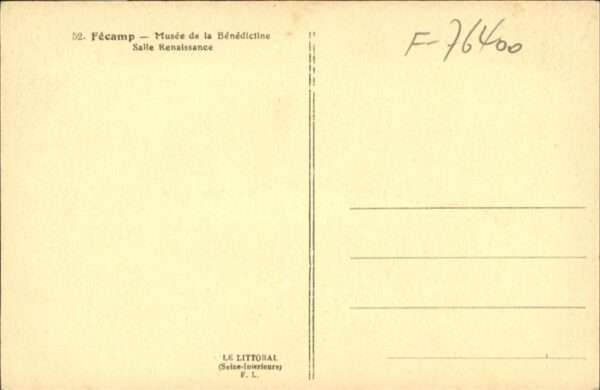 52. Fécamp — Musée de la Bénédictine
Salle Renaissance
F-76400
LE LITTORAL
(Seine-Inférieure)
F. L.